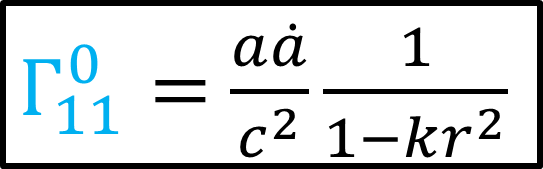 Γ⁰₁₁ = aȧ/c² 1/(1−kr²)